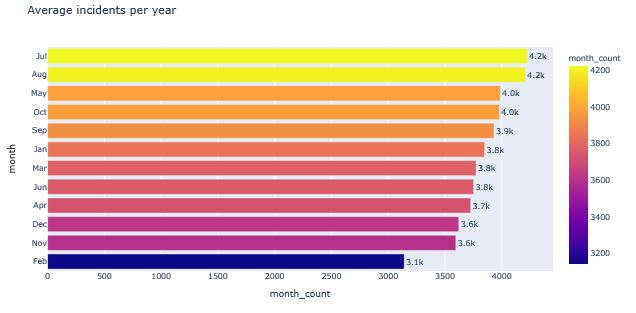 Average incidents per year
month
Jul 4.2k
Aug 4.2k
May 4.0k
Oct 4.0k
Sep 3.9k
Jan 3.8k
Mar 3.8k
Jun 3.8k
Apr 3.7k
Dec 3.6k
Nov 3.6k
Feb 3.1k
0 500 1000 1500 2000 2500 3000 3500 4000
month_count
month_count
4200
4000
3800
3600
3400
3200